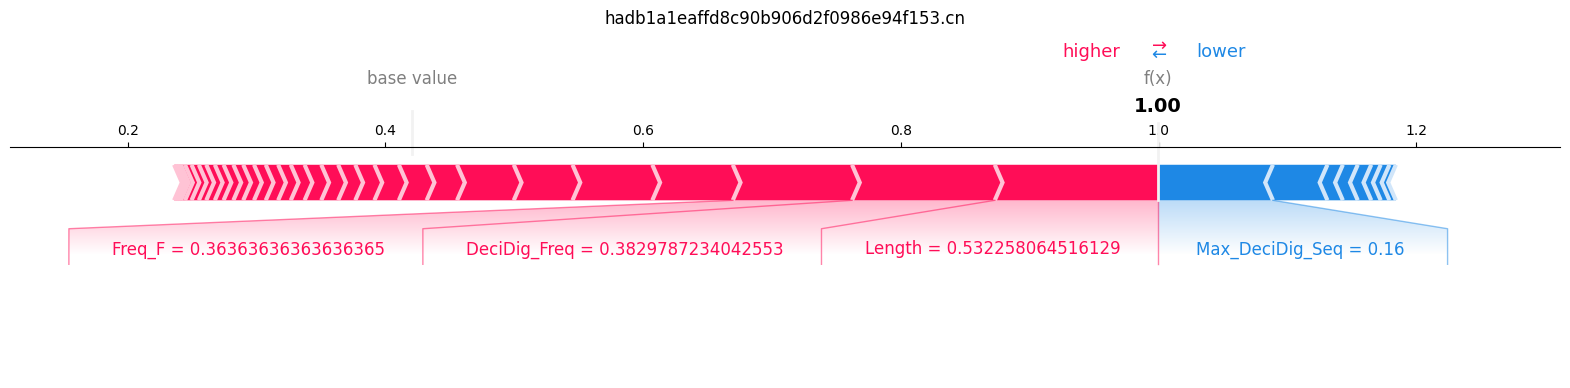 hadb1a1eaffd8c90b906d2f0986e94f153.cn
higher ⇄ lower
base value f(x)
1.00
0.2 0.4 0.6 0.8 1.0 1.2
Freq_F = 0.36363636363636365 DeciDig_Freq = 0.3829787234042553 Length = 0.532258064516129 Max_DeciDig_Seq = 0.16